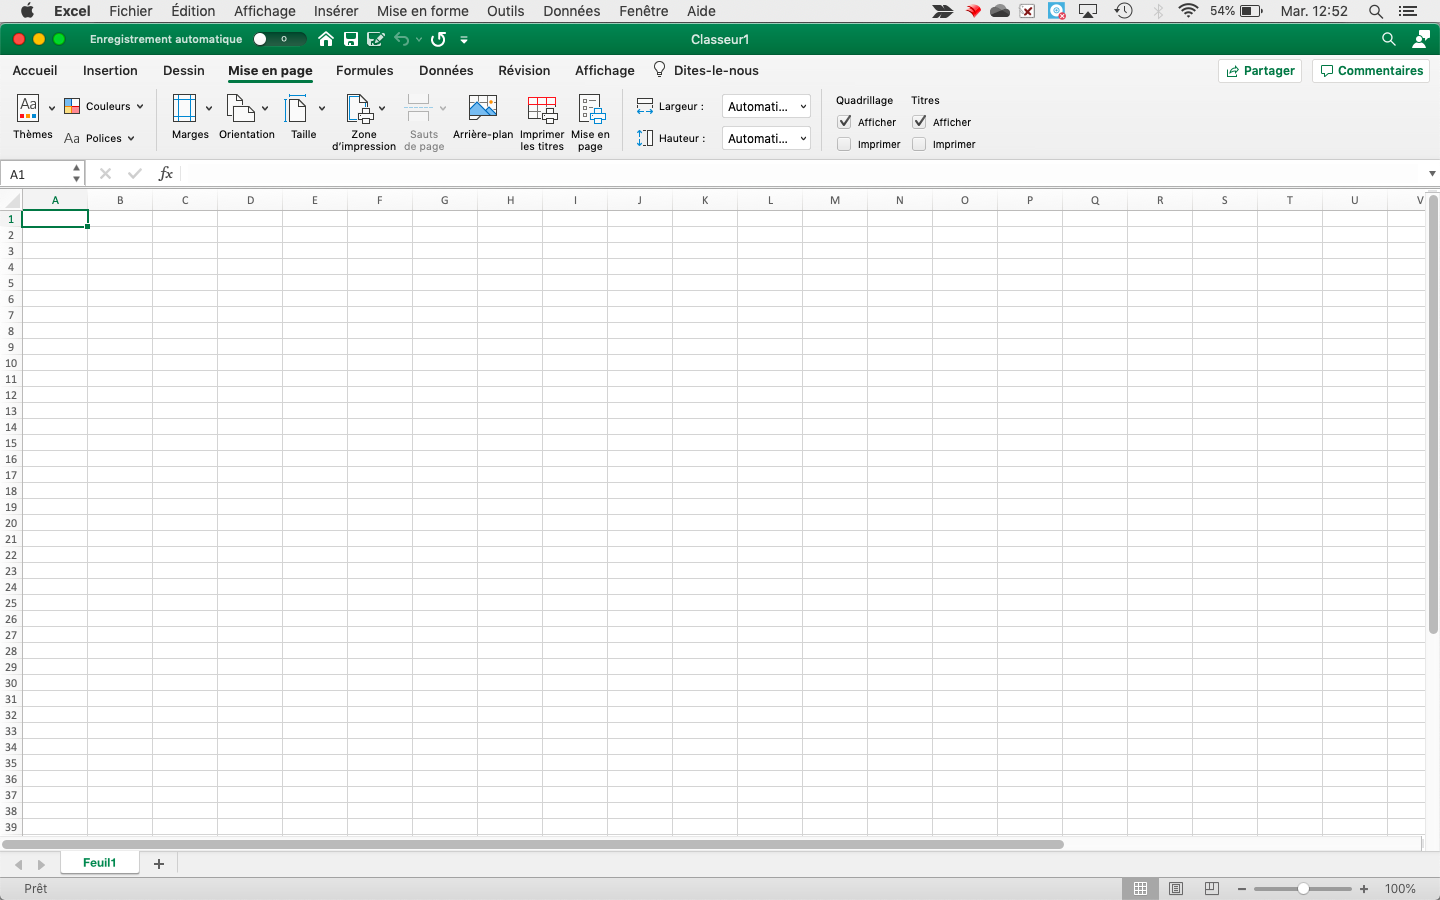 Excel Fichier Édition Affichage Insérer Mise en forme Outils Données Fenêtre Aide 54% Mar. 12:52
Enregistrement automatique Classeur1
Accueil Insertion Dessin Mise en page Formules Données Révision Affichage Dites-le-nous Partager Commentaires
Aa Thèmes
Couleurs
Aa Polices
Marges
Orientation
Taille
Zone
d'impression
Sauts
de page
Arrière-plan
Imprimer
les titres
Mise en
page
Largeur : Automati...
Hauteur : Automati...
Quadrillage Titres
Afficher Afficher
Imprimer Imprimer
A1 fx
A B C D E F G H I J K L M N O P Q R S T U V
1
2
3
4
5
6
7
8
9
10
11
12
13
14
15
16
17
18
19
20
21
22
23
24
25
26
27
28
29
30
31
32
33
34
35
36
37
38
39
Feuil1 +
Prêt 100%